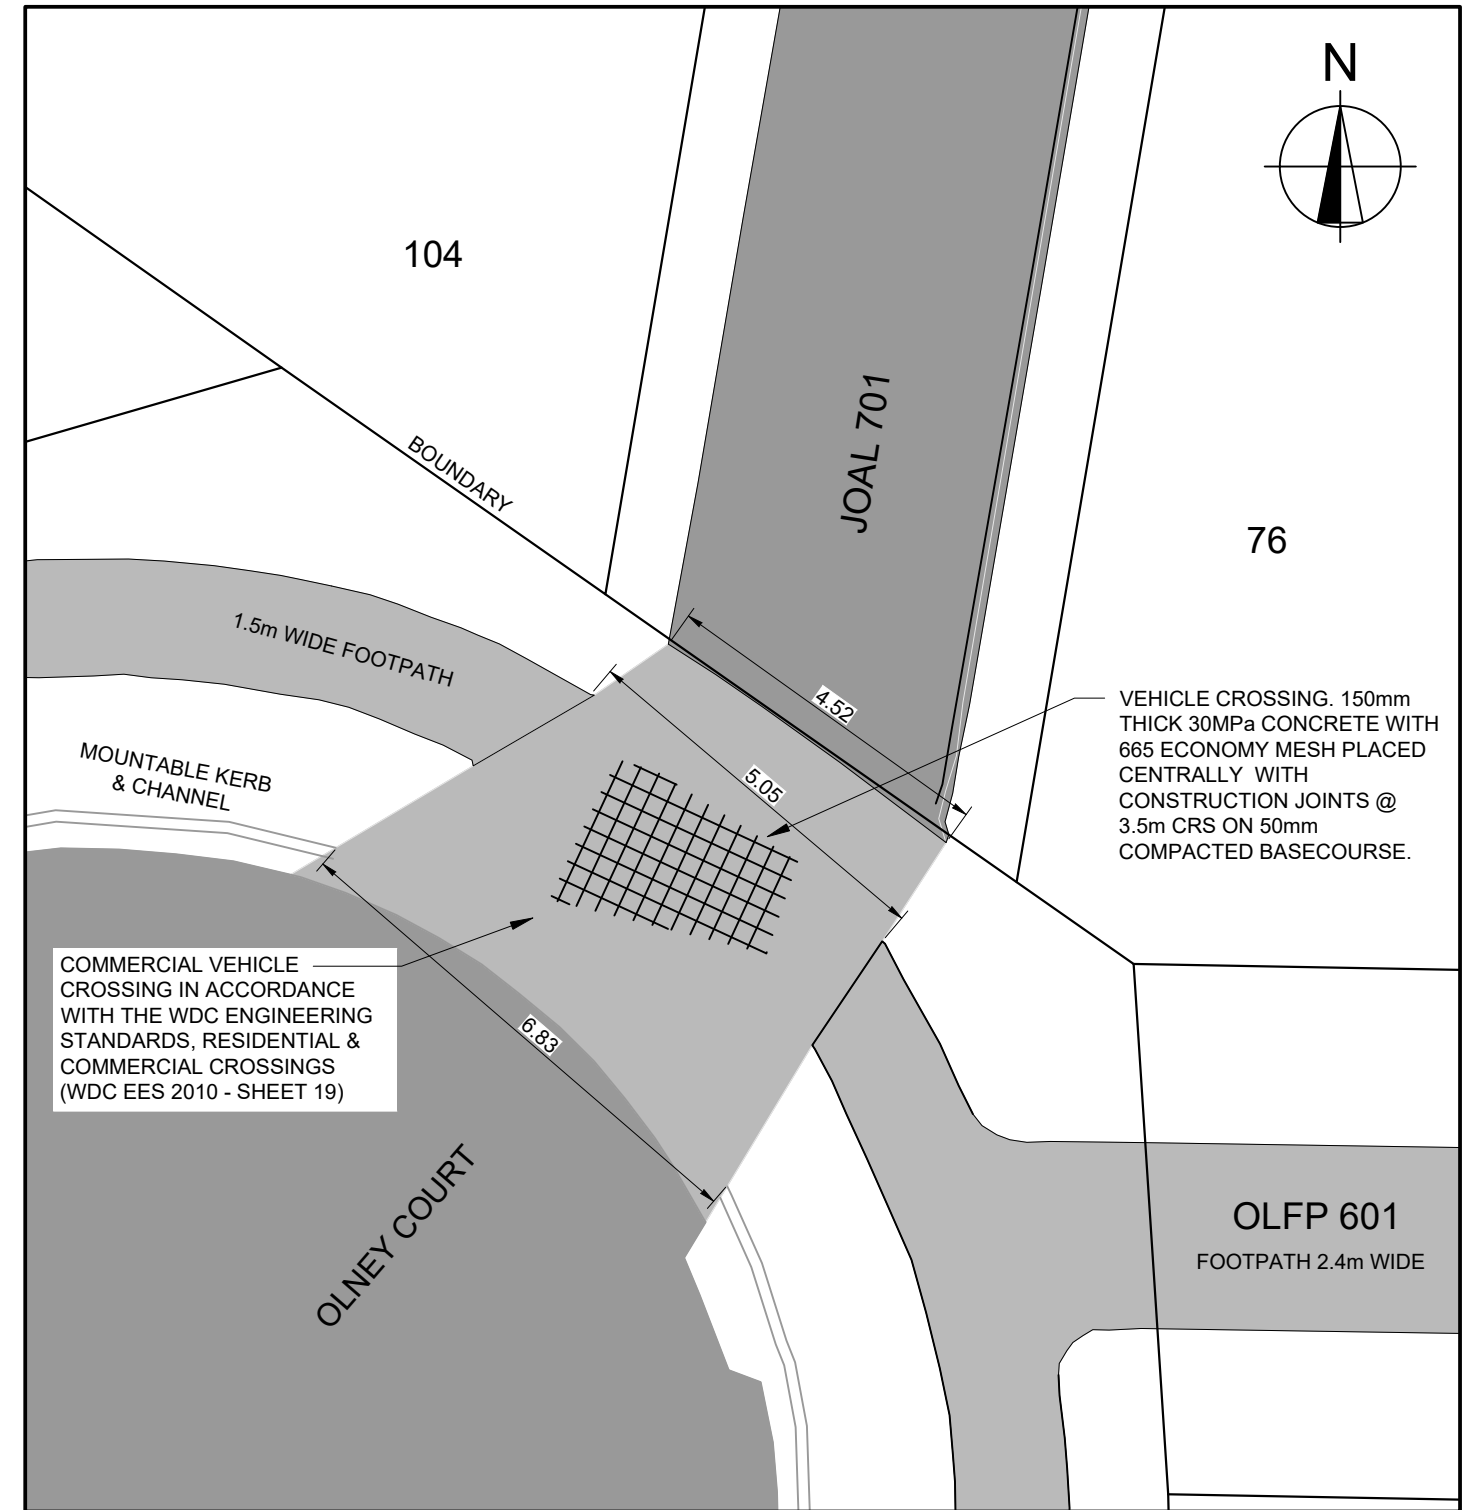 N
104
JOAL 701
BOUNDARY
76
1.5m WIDE FOOTPATH
4.52
VEHICLE CROSSING. 150mm
THICK 30MPa CONCRETE WITH
665 ECONOMY MESH PLACED
CENTRALLY WITH
CONSTRUCTION JOINTS @
3.5m CRS ON 50mm
COMPACTED BASECOURSE.
MOUNTABLE KERB
& CHANNEL
5.05
COMMERCIAL VEHICLE
CROSSING IN ACCORDANCE
WITH THE WDC ENGINEERING
STANDARDS, RESIDENTIAL &
COMMERCIAL CROSSINGS
(WDC EES 2010 - SHEET 19)
6.83
OLNEY COURT
OLFP 601
FOOTPATH 2.4m WIDE